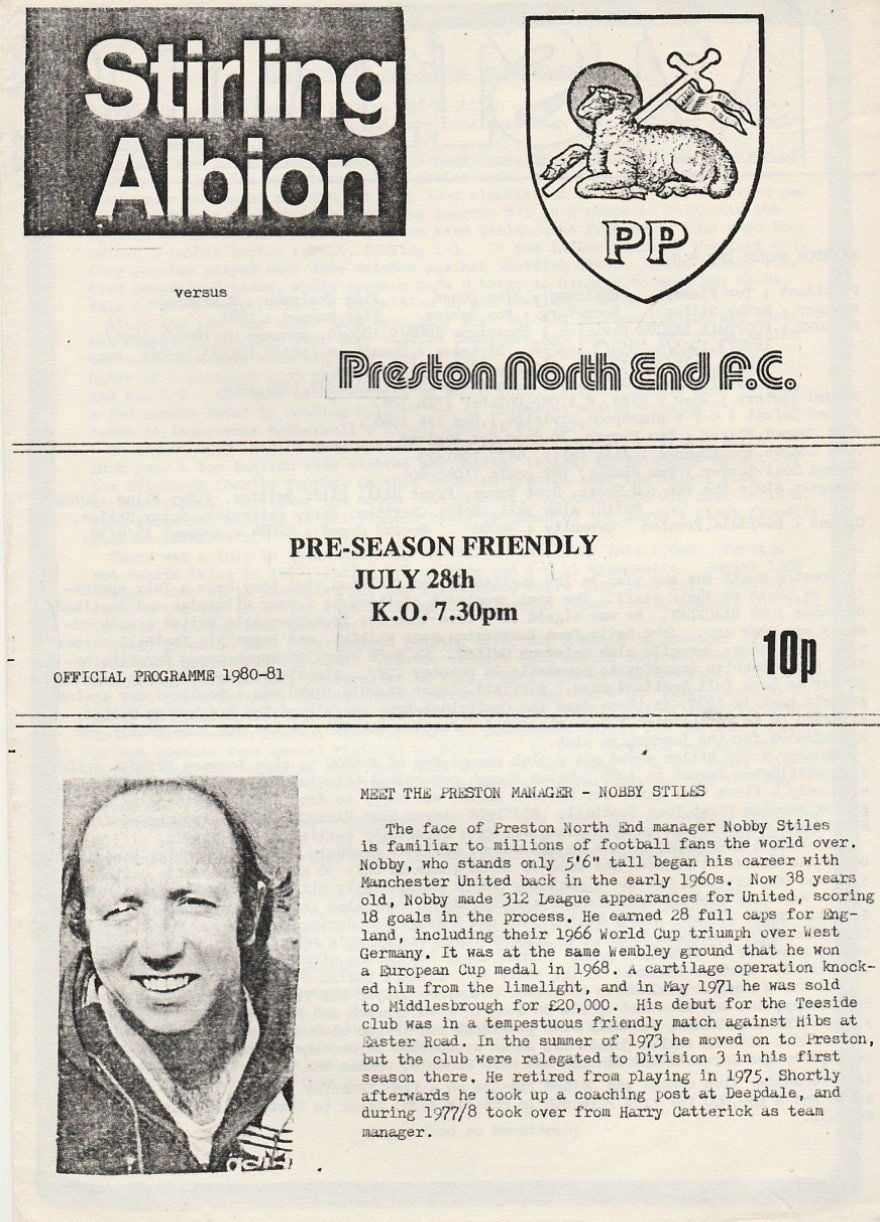 Stirling
Albion
PP
versus
Preston North End F.C.
PRE-SEASON FRIENDLY
JULY 28th
K.O. 7.30pm
10p
OFFICIAL PROGRAMME 1980-81
MEET THE PRESTON MANAGER - NOBBY STILES
The face of Preston North End manager Nobby Stiles
is familiar to millions of football fans the world over.
Nobby, who stands only 5'6" tall began his career with
Manchester United back in the early 1960s. Now 38 years
old, Nobby made 312 League appearances for United, scoring
18 goals in the process. He earned 28 full caps for Eng-
land, including their 1966 World Cup triumph over West
Germany. It was at the same Wembley ground that he won
a European Cup medal in 1968. A cartilage operation knock-
ed him from the limelight, and in May 1971 he was sold
to Middlesbrough for £20,000. His debut for the Teeside
club was in a tempestuous friendly match against Hibs at
Easter Road. In the summer of 1973 he moved on to Preston,
but the club were relegated to Division 3 in his first
season there. He retired from playing in 1975. Shortly
afterwards he took up a coaching post at Deepdale, and
during 1977/8 took over from Harry Catterick as team
manager.
adidas